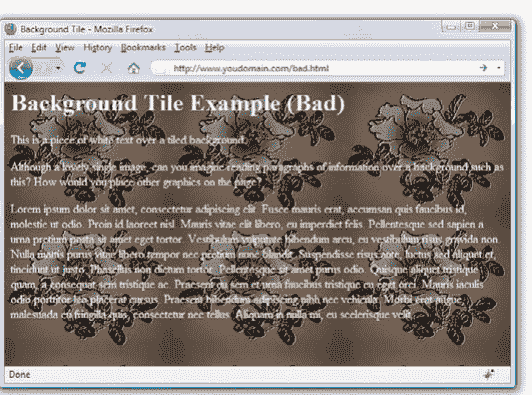 Background Tile - Mozilla Firefox
File Edit View History Bookmarks Tools Help
http://www.youdomain.com/bad.html
Background Tile Example (Bad)
This is a piece of white text over a tiled background.
Although a lovely single image, can you imagine reading paragraphs of information over a background such as
this? How would you place other graphics on the page?
Lorem ipsum dolor sit amet, consectetur adipiscing elit. Fusce mauris erat, accumsan quis faucibus id,
molestie ut odio. Proin id laoreet nisl. Mauris vitae elit libero, eu imperdiet felis. Pellentesque sed sapien a
urna pretium porta sit amet eget tortor. Vestibulum vulputate bibendum arcu, eu vestibulum risus gravida non.
Nulla mattis purus vitae libero tempor nec pretium nunc blandit. Suspendisse risus ante, luctus sed aliquet et,
tincidunt ut justo. Phasellus non dictum tortor. Pellentesque sit amet purus odio. Quisque aliquet tristique
quam, a consequat sem tristique ac. Praesent eu sem et urna faucibus tristique eu eget orci. Mauris iaculis
odio porttitor leo placerat cursus. Praesent bibendum adipiscing nibh nec vehicula. Morbi erat augue,
malesuada eu fringilla quis, consectetur nec tellus. Aliquam in nulla mi, eu scelerisque velit.
Done